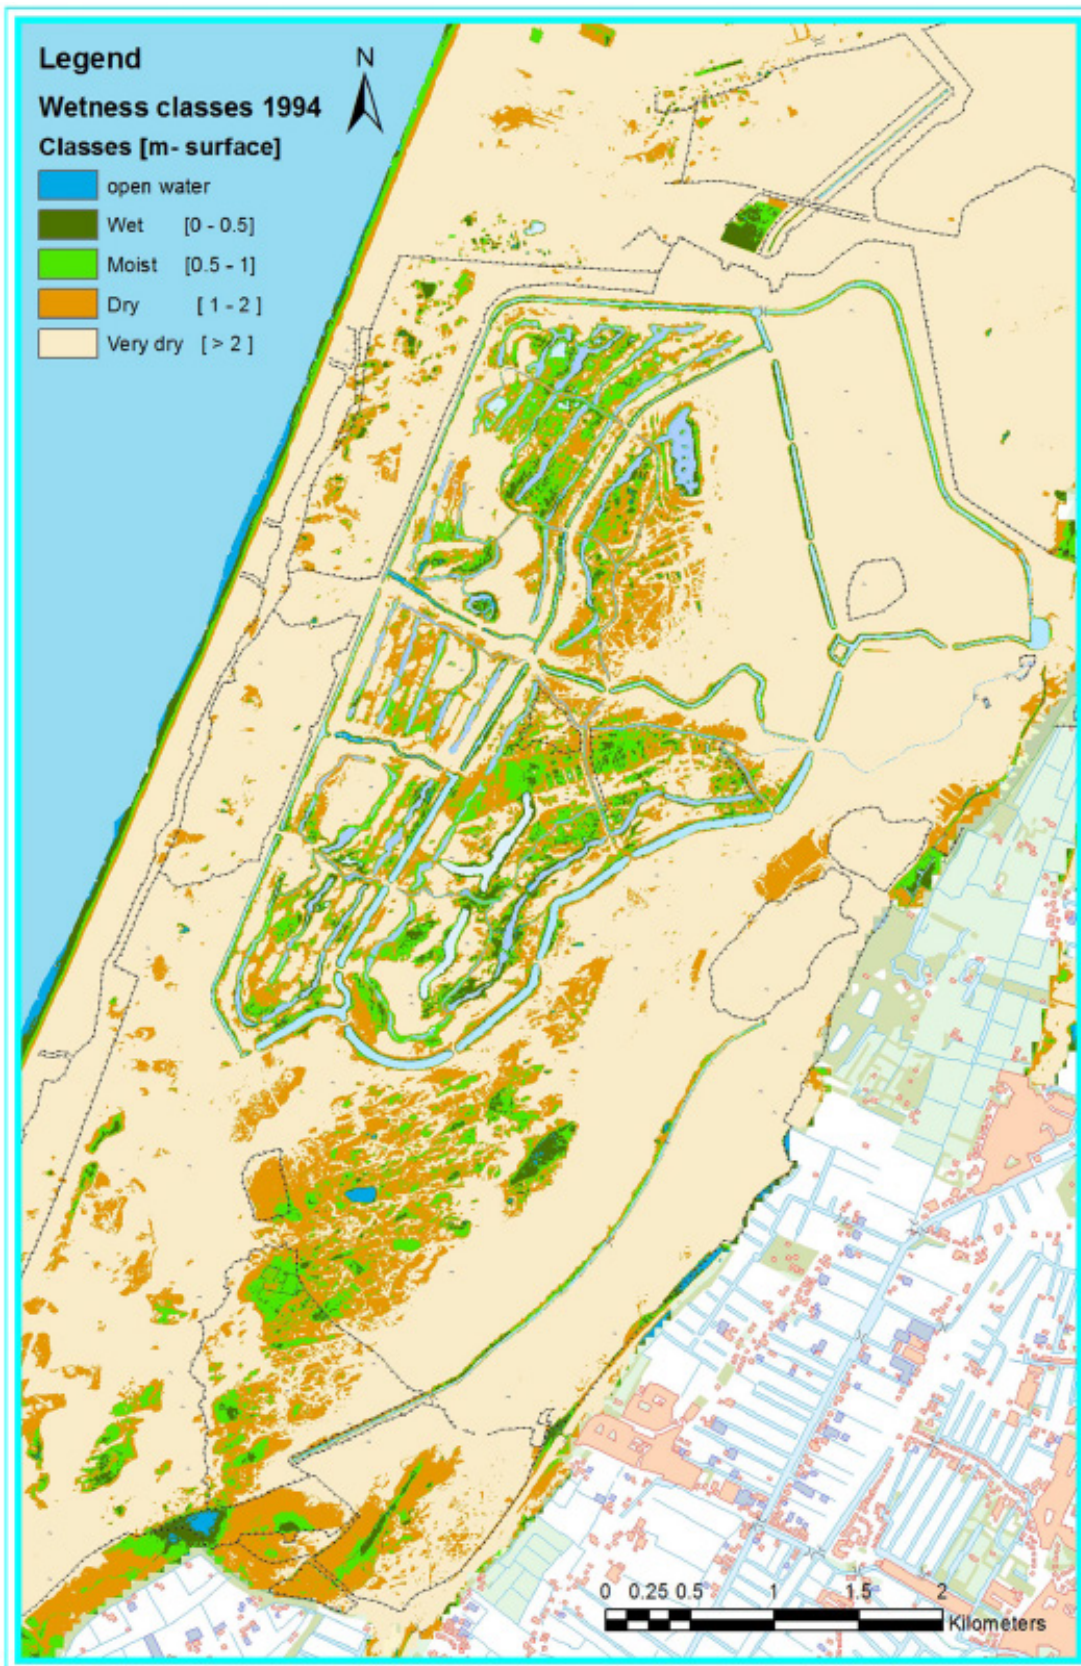 Legend
N
Wetness classes 1994
Classes [m- surface]
open water
Wet [0 - 0.5]
Moist [0.5 - 1]
Dry [ 1 - 2 ]
Very dry [ > 2 ]
0 0.25 0.5 1 1.5 2
Kilometers